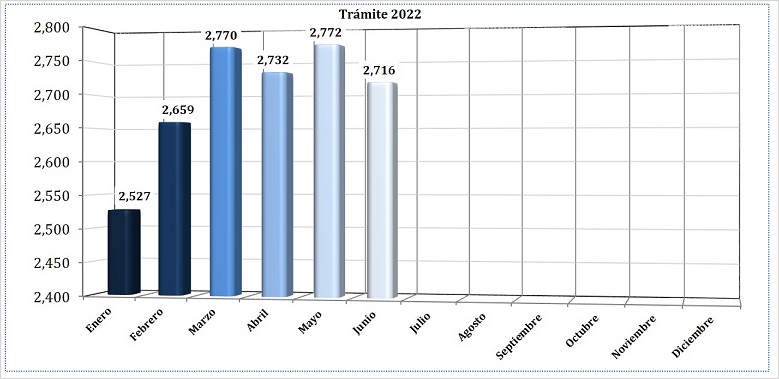 Trámite 2022
2,800
2,750
2,700
2,650
2,600
2,550
2,500
2,450
2,400
2,527
2,659
2,770
2,732
2,772
2,716
Enero
Febrero
Marzo
Abril
Mayo
Junio
Julio
Agosto
Septiembre
Octubre
Noviembre
Diciembre